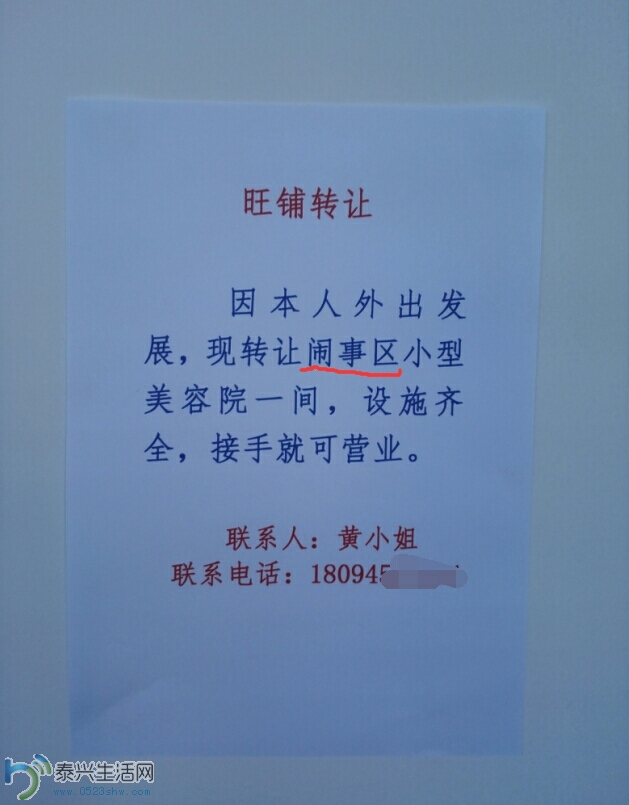 旺铺转让
因本人外出发
展，现转让闹事区小型
美容院一间，设施齐
全，接手就可营业。
联系人：黄小姐
联系电话：180945
泰兴生活网
www.0523shw.com